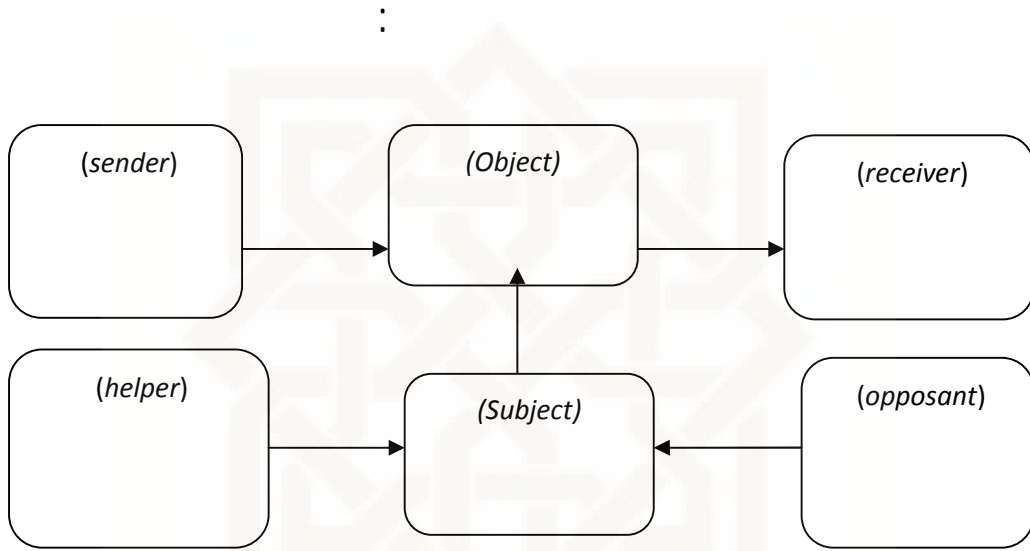 :
(sender)
(Object)
(receiver)
(helper)
(Subject)
(opposant)